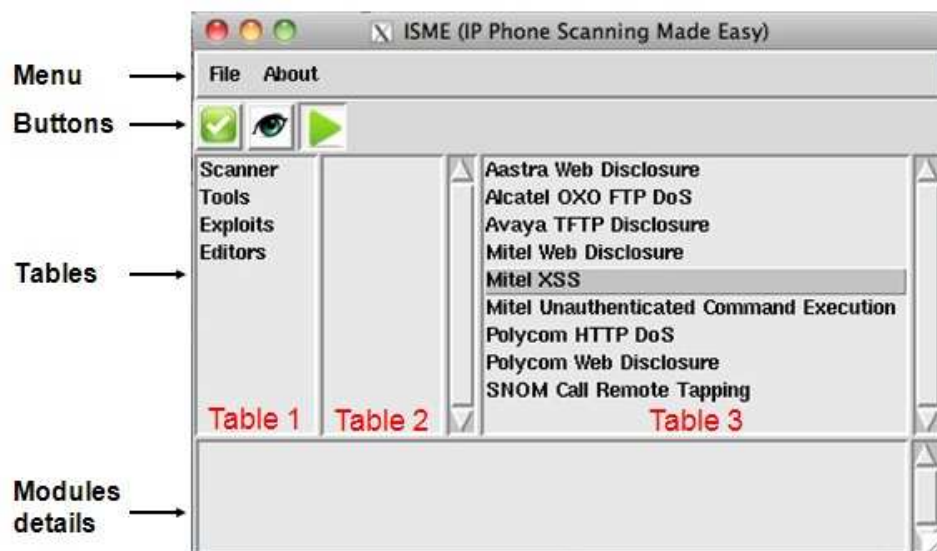 ISME (IP Phone Scanning Made Easy)
Menu
File About
Buttons
Tables
Scanner
Tools
Exploits
Editors
Table 1
Table 2
Aastra Web Disclosure
Alcatel OXO FTP DoS
Avaya TFTP Disclosure
Mitel Web Disclosure
Mitel XSS
Mitel Unauthenticated Command Execution
Polycom HTTP DoS
Polycom Web Disclosure
SNOM Call Remote Tapping
Table 3
Modules
details